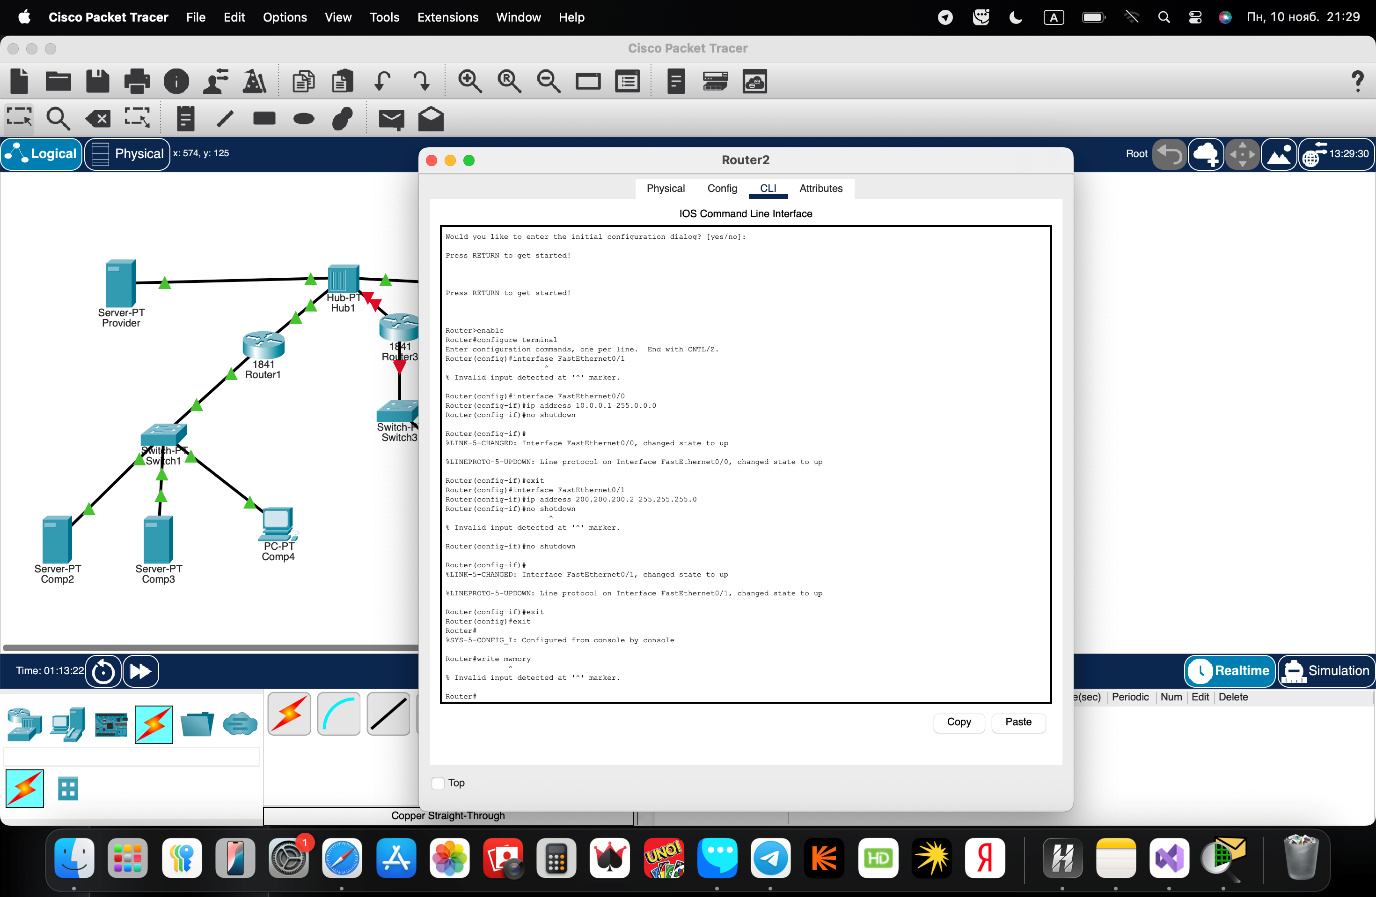 Cisco Packet Tracer File Edit Options View Tools Extensions Window Help A Пн, 10 нояб. 21:29
Cisco Packet Tracer
?
Logical Physical x: 574, y: 125 Root 13:29:30
Router2
Physical Config CLI Attributes
IOS Command Line Interface
Would you like to enter the initial configuration dialog? [yes/no]:
Press RETURN to get started!
Press RETURN to get started!
Router>enable
Router#configure terminal
Enter configuration commands, one per line. End with CNTL/Z.
Router(config)#interfase FastEthernet0/1
^
% Invalid input detected at '^' marker.
Router(config)#interface FastEthernet0/0
Router(config-if)#ip address 10.0.0.1 255.0.0.0
Router(config-if)#no shutdown
Router(config-if)#
%LINK-5-CHANGED: Interface FastEthernet0/0, changed state to up
%LINEPROTO-5-UPDOWN: Line protocol on Interface FastEthernet0/0, changed state to up
Router(config-if)#exit
Router(config)#interface FastEthernet0/1
Router(config-if)#ip address 200.200.200.2 255.255.255.0
Router(config-if)#no shotdown
^
% Invalid input detected at '^' marker.
Router(config-if)#no shutdown
Router(config-if)#
%LINK-5-CHANGED: Interface FastEthernet0/1, changed state to up
%LINEPROTO-5-UPDOWN: Line protocol on Interface FastEthernet0/1, changed state to up
Router(config-if)#exit
Router(config)#exit
Router#
%SYS-5-CONFIG_I: Configured from console by console
Router#write
^
% Invalid input detected at '^' marker.
Router#
Copy Paste
Top
Server-PT
Provider
Hub-PT
Hub1
1841
Router3
1841
Router1
Switch3
Switch-PT
Switch1
Server-PT
Comp2
Server-PT
Comp3
PC-PT
Comp4
Time: 01:13:22 Realtime Simulation
e(sec) Periodic Num Edit Delete
Copper Straight-Through
1
UNO!
HD
Я